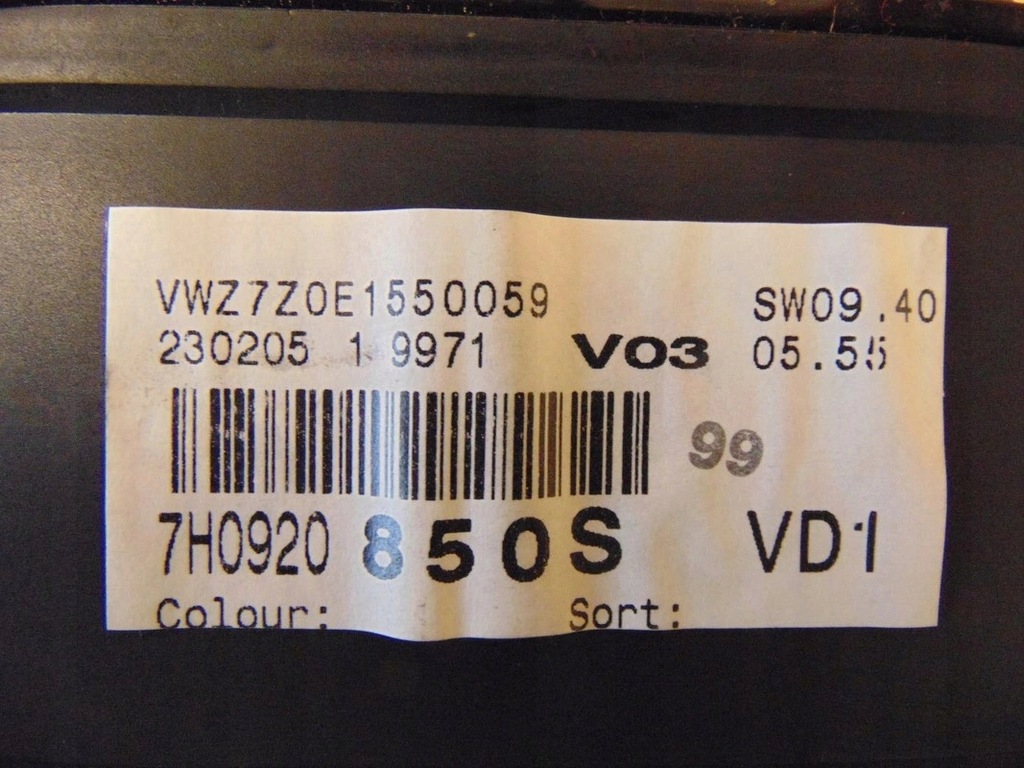 VWZ7Z0E1550059 SW09.40
230205 1 9971 V03 05.55
99
7H0920 850S VD1
Colour: Sort: